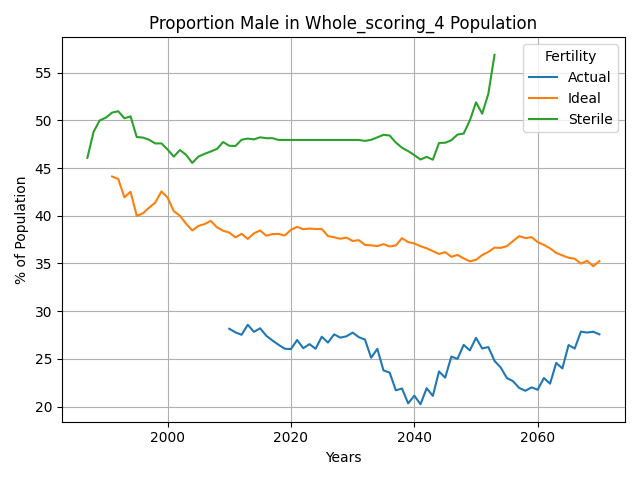 Proportion Male in Whole_scoring_4 Population
Fertility
Actual
Ideal
Sterile
% of Population
55
50
45
40
35
30
25
20
2000
2020
2040
2060
Years